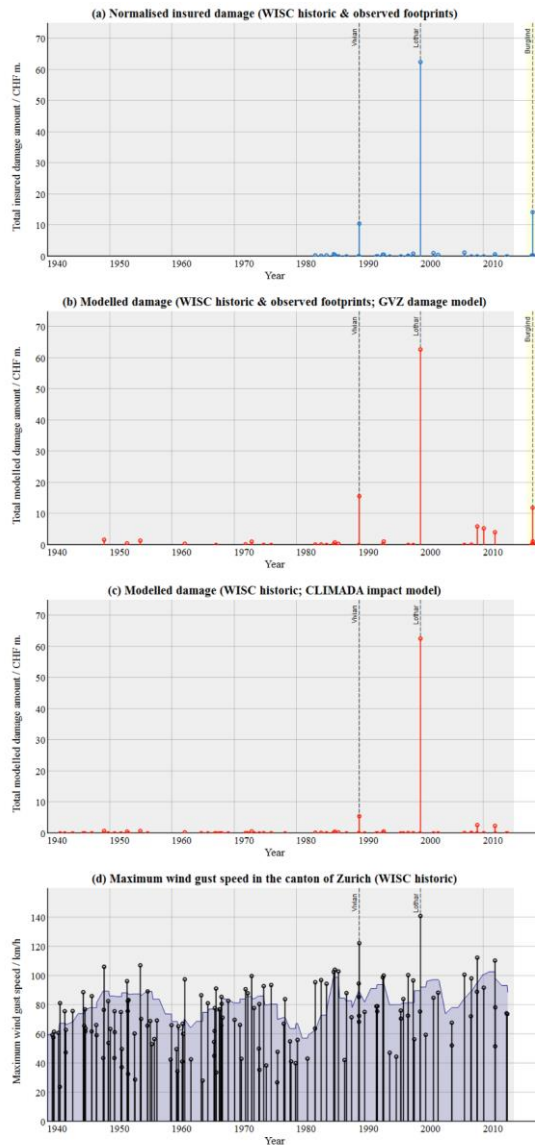 (a) Normalised insured damage (WISC historic & observed footprints)
Total insured damage amount / CHF m.
70
60
50
40
30
20
10
0
Vivian
Lothar
Burglind
1940 1950 1960 1970 1980 1990 2000 2010
Year
(b) Modelled damage (WISC historic & observed footprints; GVZ damage model)
Total modelled damage amount / CHF m.
70
60
50
40
30
20
10
0
Vivian
Lothar
Burglind
1940 1950 1960 1970 1980 1990 2000 2010
Year
(c) Modelled damage (WISC historic; CLIMADA impact model)
Total modelled damage amount / CHF m.
70
60
50
40
30
20
10
0
Vivian
Lothar
1940 1950 1960 1970 1980 1990 2000 2010
Year
(d) Maximum wind gust speed in the canton of Zurich (WISC historic)
Maximum wind gust speed / km/h
140
120
100
80
60
40
20
0
Vivian
Lothar
1940 1950 1960 1970 1980 1990 2000 2010
Year